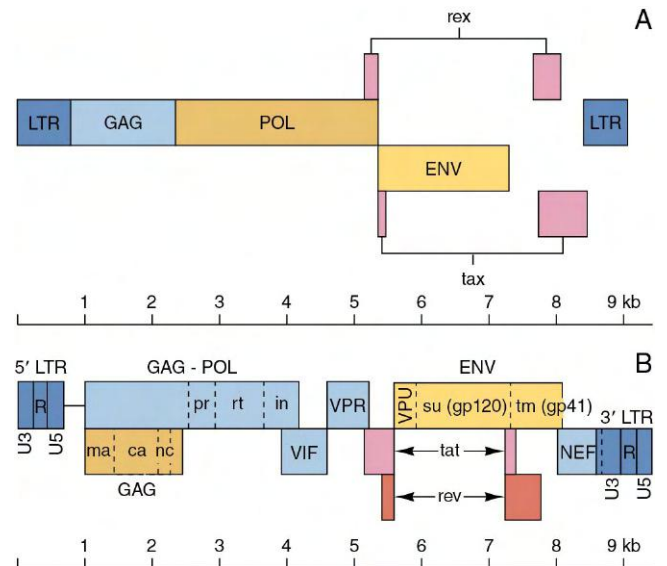 A
rex
LTR GAG POL LTR
ENV
tax
1 2 3 4 5 6 7 8 9 kb
B
5′ LTR GAG - POL ENV
R pr rt in VPR VPU su (gp120) tm (gp41)
3′ LTR
U3 U5 ma ca nc VIF tat NEF R
GAG rev U3 U5
1 2 3 4 5 6 7 8 9 kb